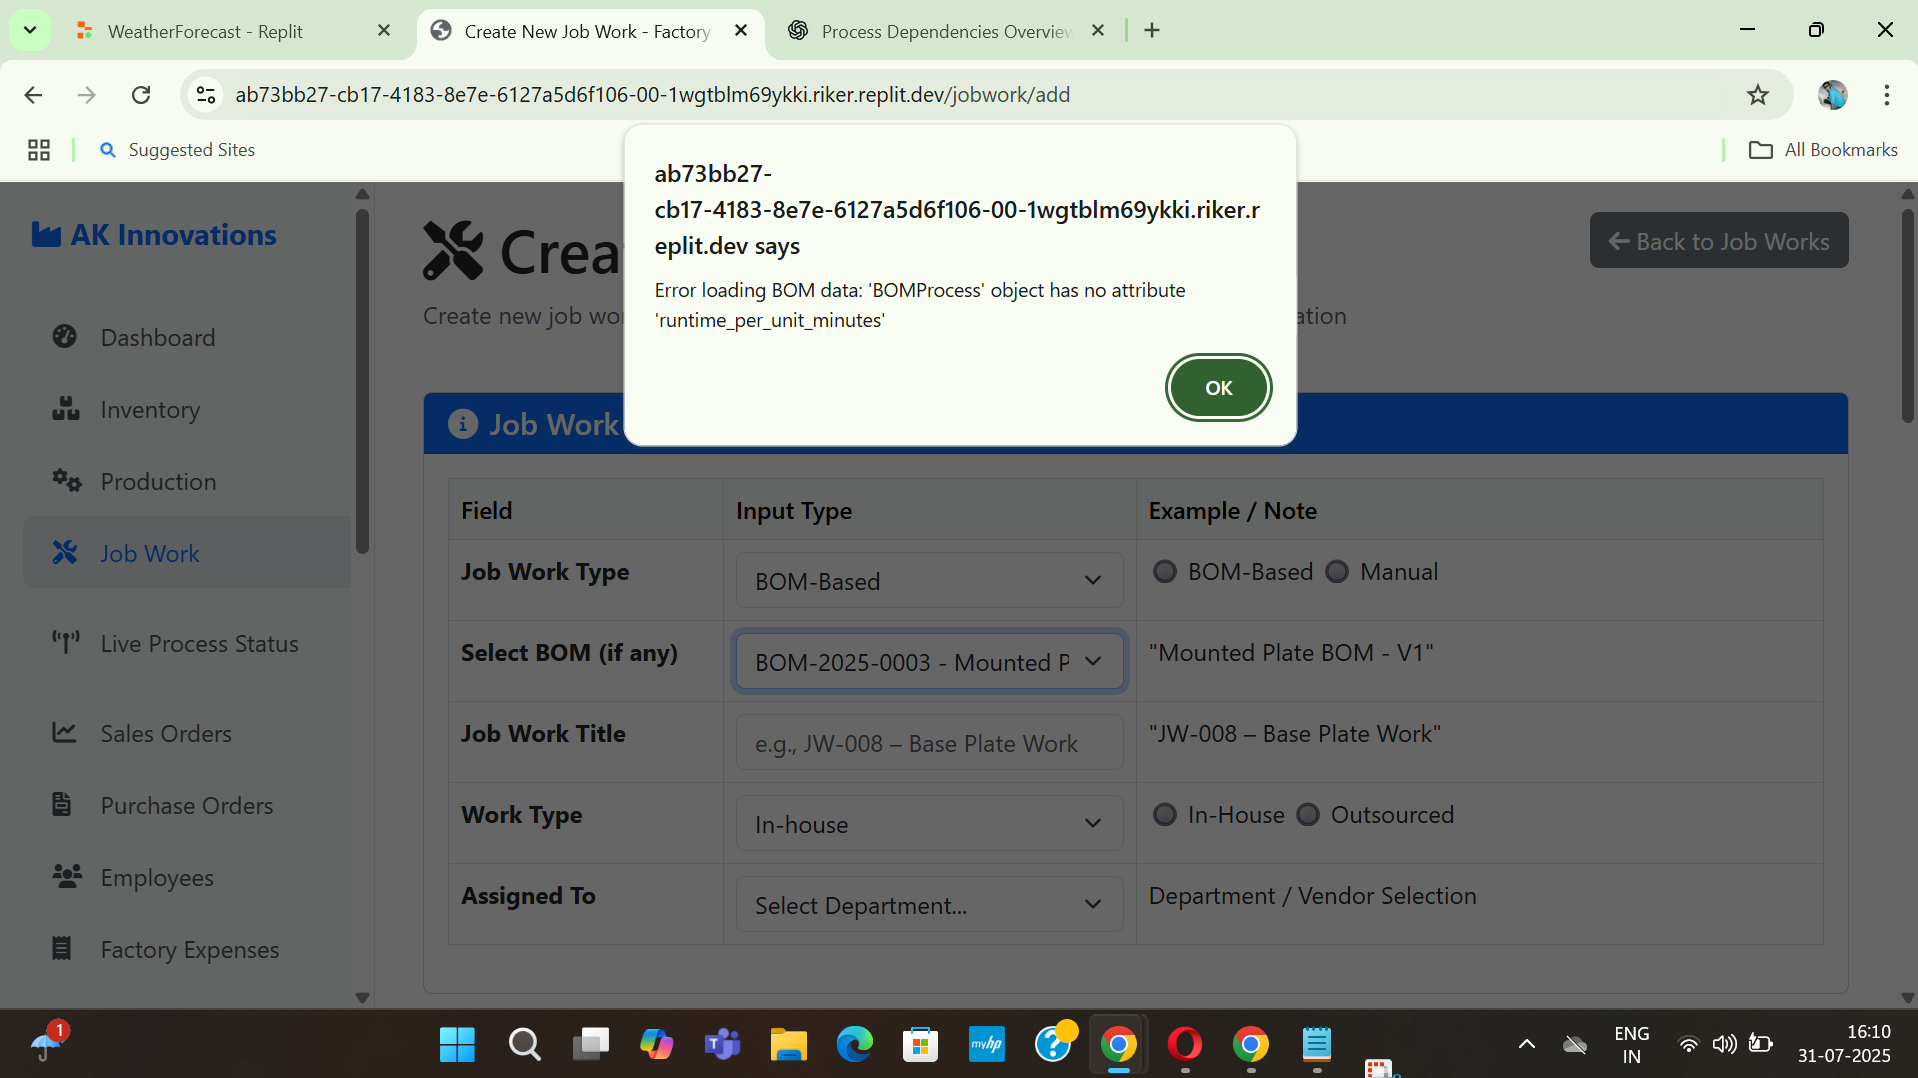 WeatherForecast - Replit
Create New Job Work - Factory
Process Dependencies Overview
ab73bb27-cb17-4183-8e7e-6127a5d6f106-00-1wgtblm69ykki.riker.replit.dev/jobwork/add
Suggested Sites
All Bookmarks
ab73bb27-
cb17-4183-8e7e-6127a5d6f106-00-1wgtblm69ykki.riker.r
eplit.dev says
Error loading BOM data: 'BOMProcess' object has no attribute
'runtime_per_unit_minutes'
OK
AK Innovations
Dashboard
Inventory
Production
Job Work
Live Process Status
Sales Orders
Purchase Orders
Employees
Factory Expenses
Crea
Back to Job Works
Create new job wo
ation
Job Work
Field Input Type Example / Note
Job Work Type BOM-Based BOM-Based Manual
Select BOM (if any) BOM-2025-0003 - Mounted P "Mounted Plate BOM - V1"
Job Work Title e.g., JW-008 – Base Plate Work "JW-008 – Base Plate Work"
Work Type In-house In-House Outsourced
Assigned To Select Department... Department / Vendor Selection
1
myhp
ENG
IN
16:10
31-07-2025